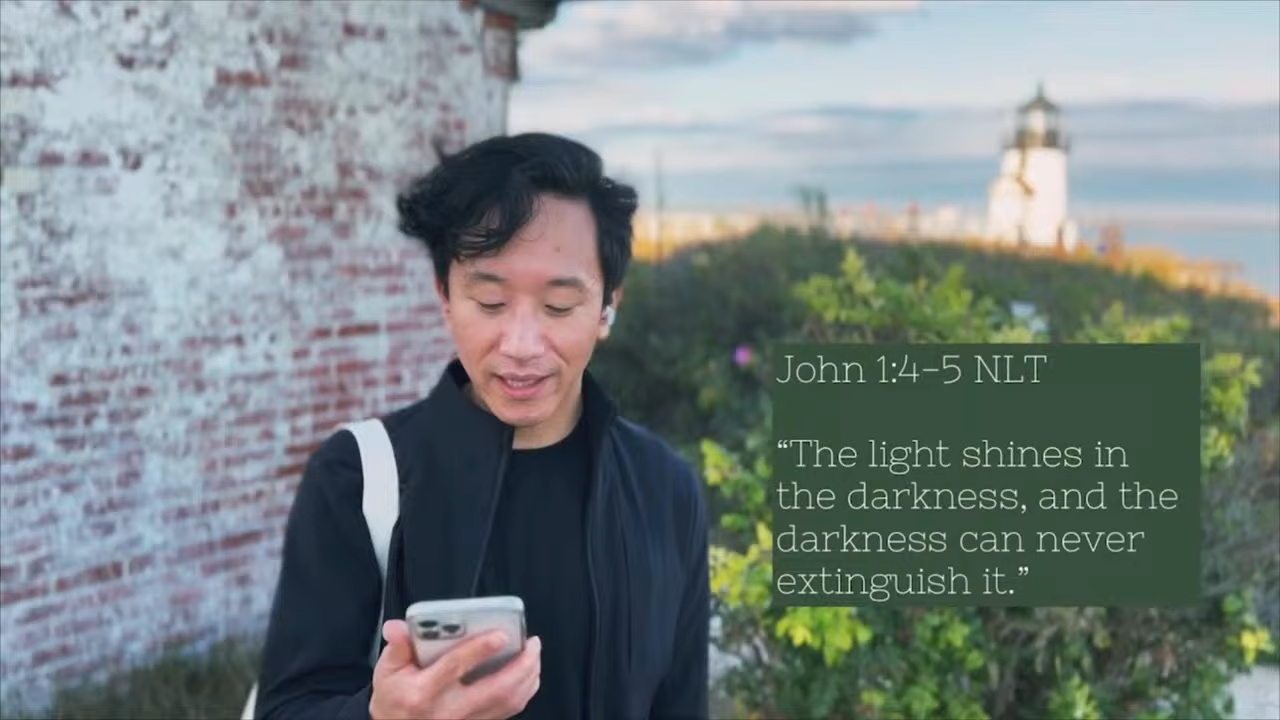 John 1:4-5 NLT
“The light shines in
the darkness, and the
darkness can never
extinguish it.”